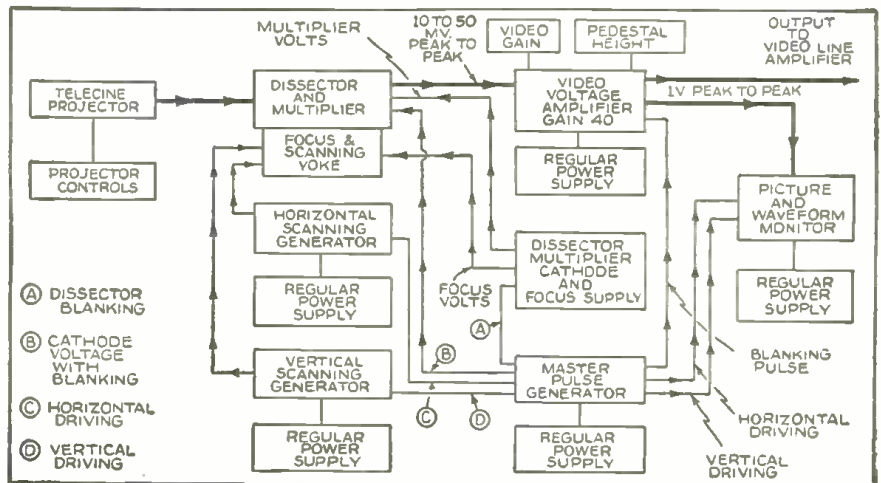 MULTIPLIER
VOLTS
10 TO 50
MV.
PEAK TO
PEAK
VIDEO
GAIN
PEDESTAL
HEIGHT
OUTPUT
TO
VIDEO LINE
AMPLIFIER
TELECINE
PROJECTOR
DISSECTOR
AND
MULTIPLIER
VIDEO
VOLTAGE
AMPLIFIER
GAIN 40
1V PEAK TO PEAK
FOCUS &
SCANNING
YOKE
PROJECTOR
CONTROLS
REGULAR
POWER
SUPPLY
PICTURE
AND
WAVEFORM
MONITOR
HORIZONTAL
SCANNING
GENERATOR
DISSECTOR
MULTIPLIER
CATHODE
AND
FOCUS SUPPLY
FOCUS
VOLTS
REGULAR
POWER
SUPPLY
REGULAR
POWER
SUPPLY
A DISSECTOR
BLANKING
B CATHODE
VOLTAGE
WITH
BLANKING
C HORIZONTAL
DRIVING
D VERTICAL
DRIVING
A
B
C
D
VERTICAL
SCANNING
GENERATOR
MASTER
PULSE
GENERATOR
BLANKING
PULSE
HORIZONTAL
DRIVING
VERTICAL
DRIVING
REGULAR
POWER
SUPPLY
REGULAR
POWER
SUPPLY